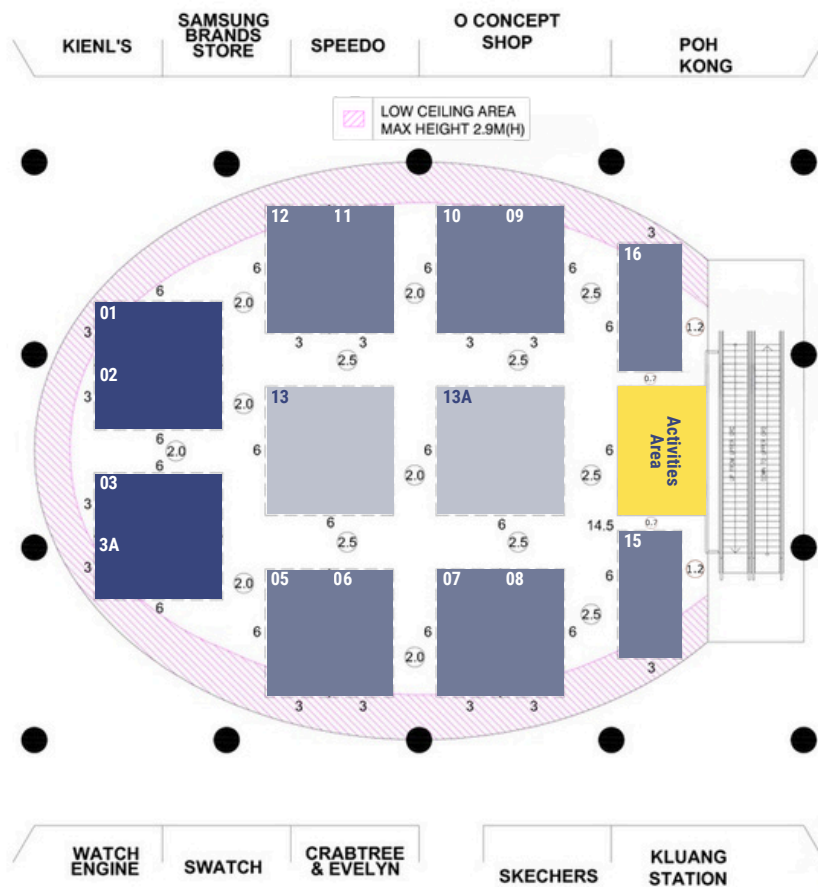 KIENL'S
SAMSUNG
BRANDS
STORE
SPEEDO
O CONCEPT
SHOP
POH
KONG
LOW CEILING AREA
MAX HEIGHT 2.9M(H)
12 11
10 09
3
16
6 6 6
6 2.0 2.0 2.5
01
3 6 1.2
3 3 3 3
2.5 2.5
02
0.7
3 2.0
13
13A
Activities
Area
6
2.0
6
6 6 6
2.0 2.5
03
3
6 6 14.5 0.7
3A
2.5 2.5
15
3
2.0 6 1.2
05 06
07 08
6
2.5
6 6 6
2.0
3
3 3 3 3
WATCH
ENGINE
SWATCH
CRABTREE
& EVELYN
SKECHERS
KLUANG
STATION